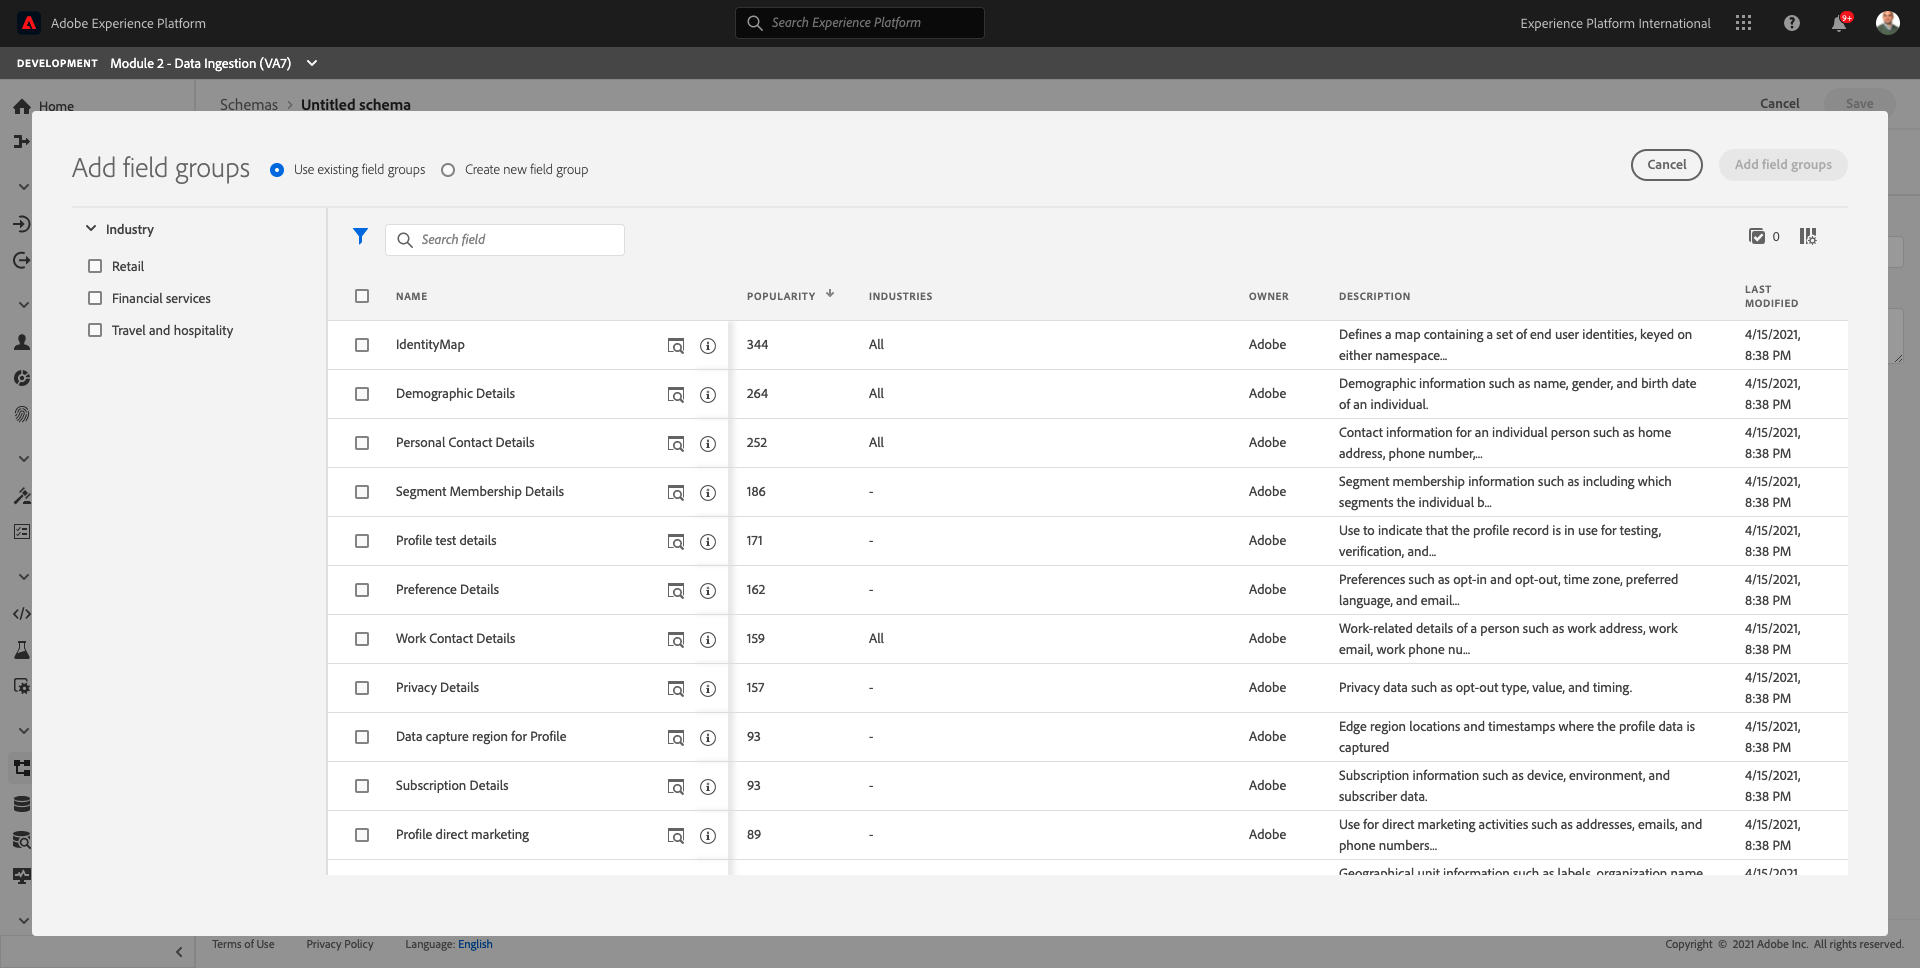 Adobe Experience Platform
Search Experience Platform
Experience Platform International
9+
DEVELOPMENT Module 2 - Data Ingestion (VA7)
Home
Schemas > Untitled schema
Cancel
Save
Add field groups
Use existing field groups
Create new field group
Cancel
Add field groups
Industry
Retail
Financial services
Travel and hospitality
Search field
0
NAME POPULARITY INDUSTRIES OWNER DESCRIPTION LAST MODIFIED
IdentityMap 344 All Adobe Defines a map containing a set of end user identities, keyed on 4/15/2021,
either namespace... 8:38 PM
Demographic Details 264 All Adobe Demographic information such as name, gender, and birth date 4/15/2021,
of an individual. 8:38 PM
Personal Contact Details 252 All Adobe Contact information for an individual person such as home 4/15/2021,
address, phone number,... 8:38 PM
Segment Membership Details 186 - Adobe Segment membership information such as including which 4/15/2021,
segments the individual b... 8:38 PM
Profile test details 171 - Adobe Use to indicate that the profile record is in use for testing, 4/15/2021,
verification, and... 8:38 PM
Preference Details 162 - Adobe Preferences such as opt-in and opt-out, time zone, preferred 4/15/2021,
language, and email... 8:38 PM
Work Contact Details 159 All Adobe Work-related details of a person such as work address, work 4/15/2021,
email, work phone nu... 8:38 PM
Privacy Details 157 - Adobe Privacy data such as opt-out type, value, and timing. 4/15/2021,
8:38 PM
Data capture region for Profile 93 - Adobe Edge region locations and timestamps where the profile data is 4/15/2021,
captured 8:38 PM
Subscription Details 93 - Adobe Subscription information such as device, environment, and 4/15/2021,
subscriber data. 8:38 PM
Profile direct marketing 89 - Adobe Use for direct marketing activities such as addresses, emails, and 4/15/2021,
phone numbers... 8:38 PM
Geographical unit information such as labels, organization name 4/15/2021
Terms of Use Privacy Policy Language: English
Copyright © 2021 Adobe Inc. All rights reserved.